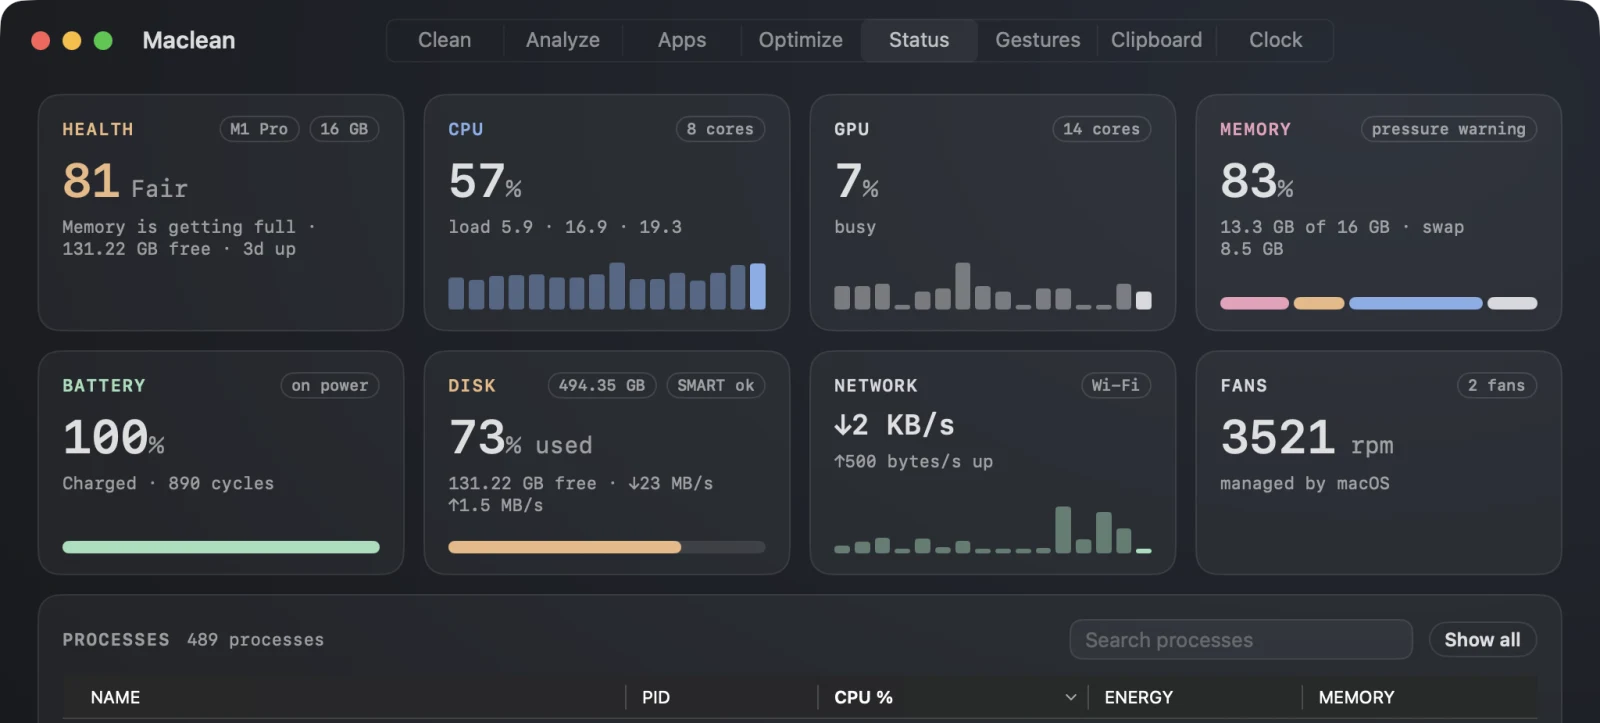 Maclean
Clean
Analyze
Apps
Optimize
Status
Gestures
Clipboard
Clock
HEALTH
M1 Pro
16 GB
81 Fair
Memory is getting full ·
131.22 GB free · 3d up
CPU
8 cores
57%
load 5.9 · 16.9 · 19.3
GPU
14 cores
7%
busy
MEMORY
pressure warning
83%
13.3 GB of 16 GB · swap
8.5 GB
BATTERY
on power
100%
Charged · 890 cycles
DISK
494.35 GB
SMART ok
73% used
131.22 GB free · ↓23 MB/s
↑1.5 MB/s
NETWORK
Wi-Fi
↓2 KB/s
↑500 bytes/s up
FANS
2 fans
3521 rpm
managed by macOS
PROCESSES 489 processes
Search processes
Show all
NAME
PID
CPU %
ENERGY
MEMORY